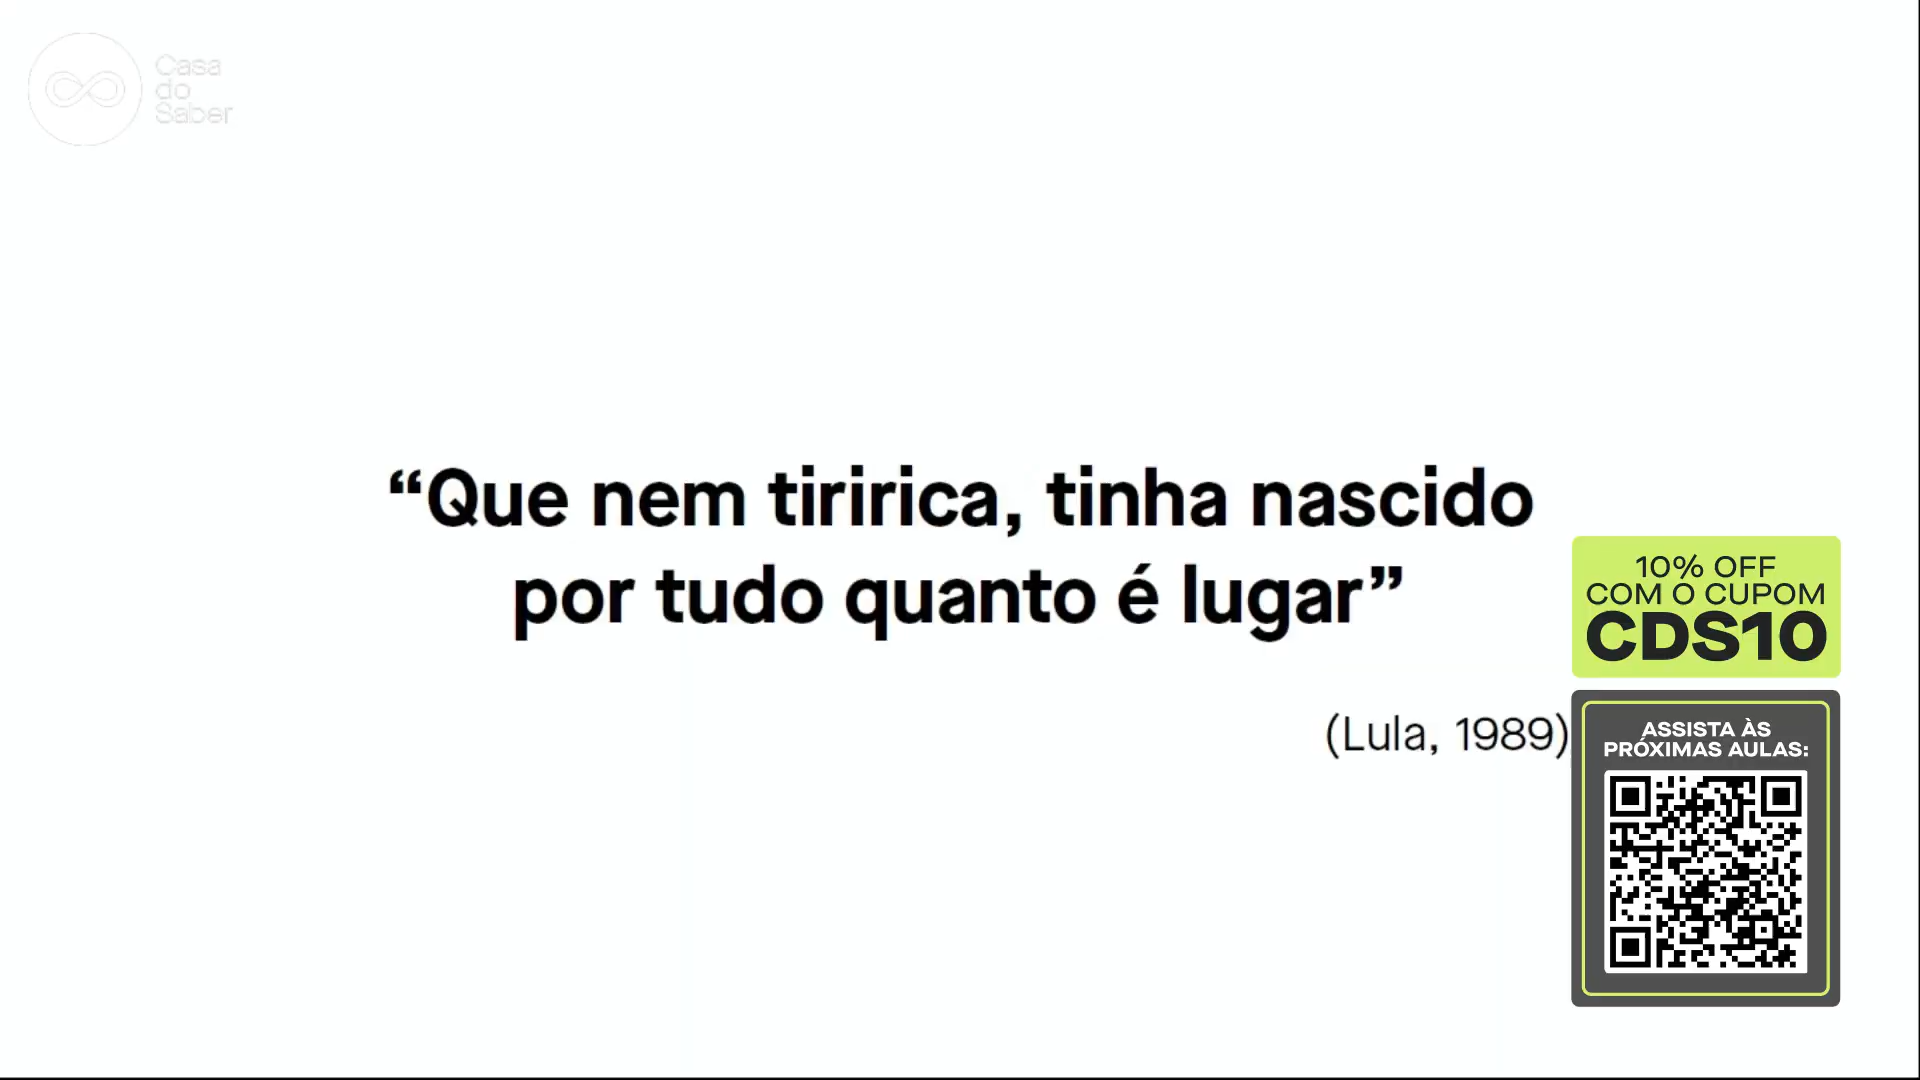 Casa
do
Saber
“Que nem tiririca, tinha nascido
por tudo quanto é lugar”
(Lula, 1989)
10% OFF
COM O CUPOM
CDS10
ASSISTA ÀS
PRÓXIMAS AULAS: